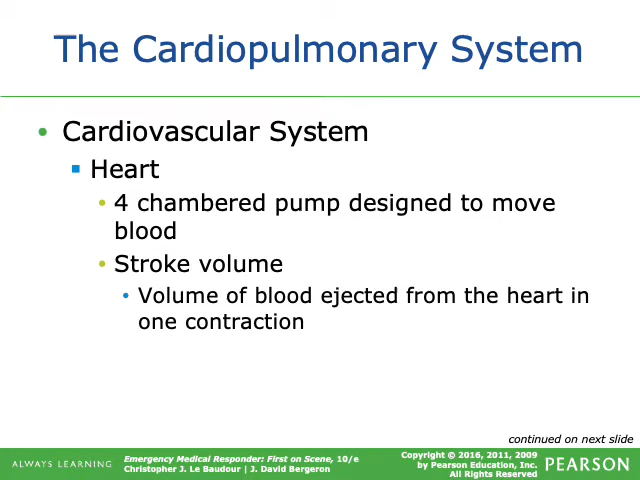 The Cardiopulmonary System
• Cardiovascular System
▪ Heart
• 4 chambered pump designed to move
blood
• Stroke volume
• Volume of blood ejected from the heart in
one contraction
continued on next slide
ALWAYS LEARNING
Emergency Medical Responder: First on Scene, 10/e
Christopher J. Le Baudour | J. David Bergeron
Copyright © 2016, 2011, 2009
by Pearson Education, Inc.
All Rights Reserved
PEARSON